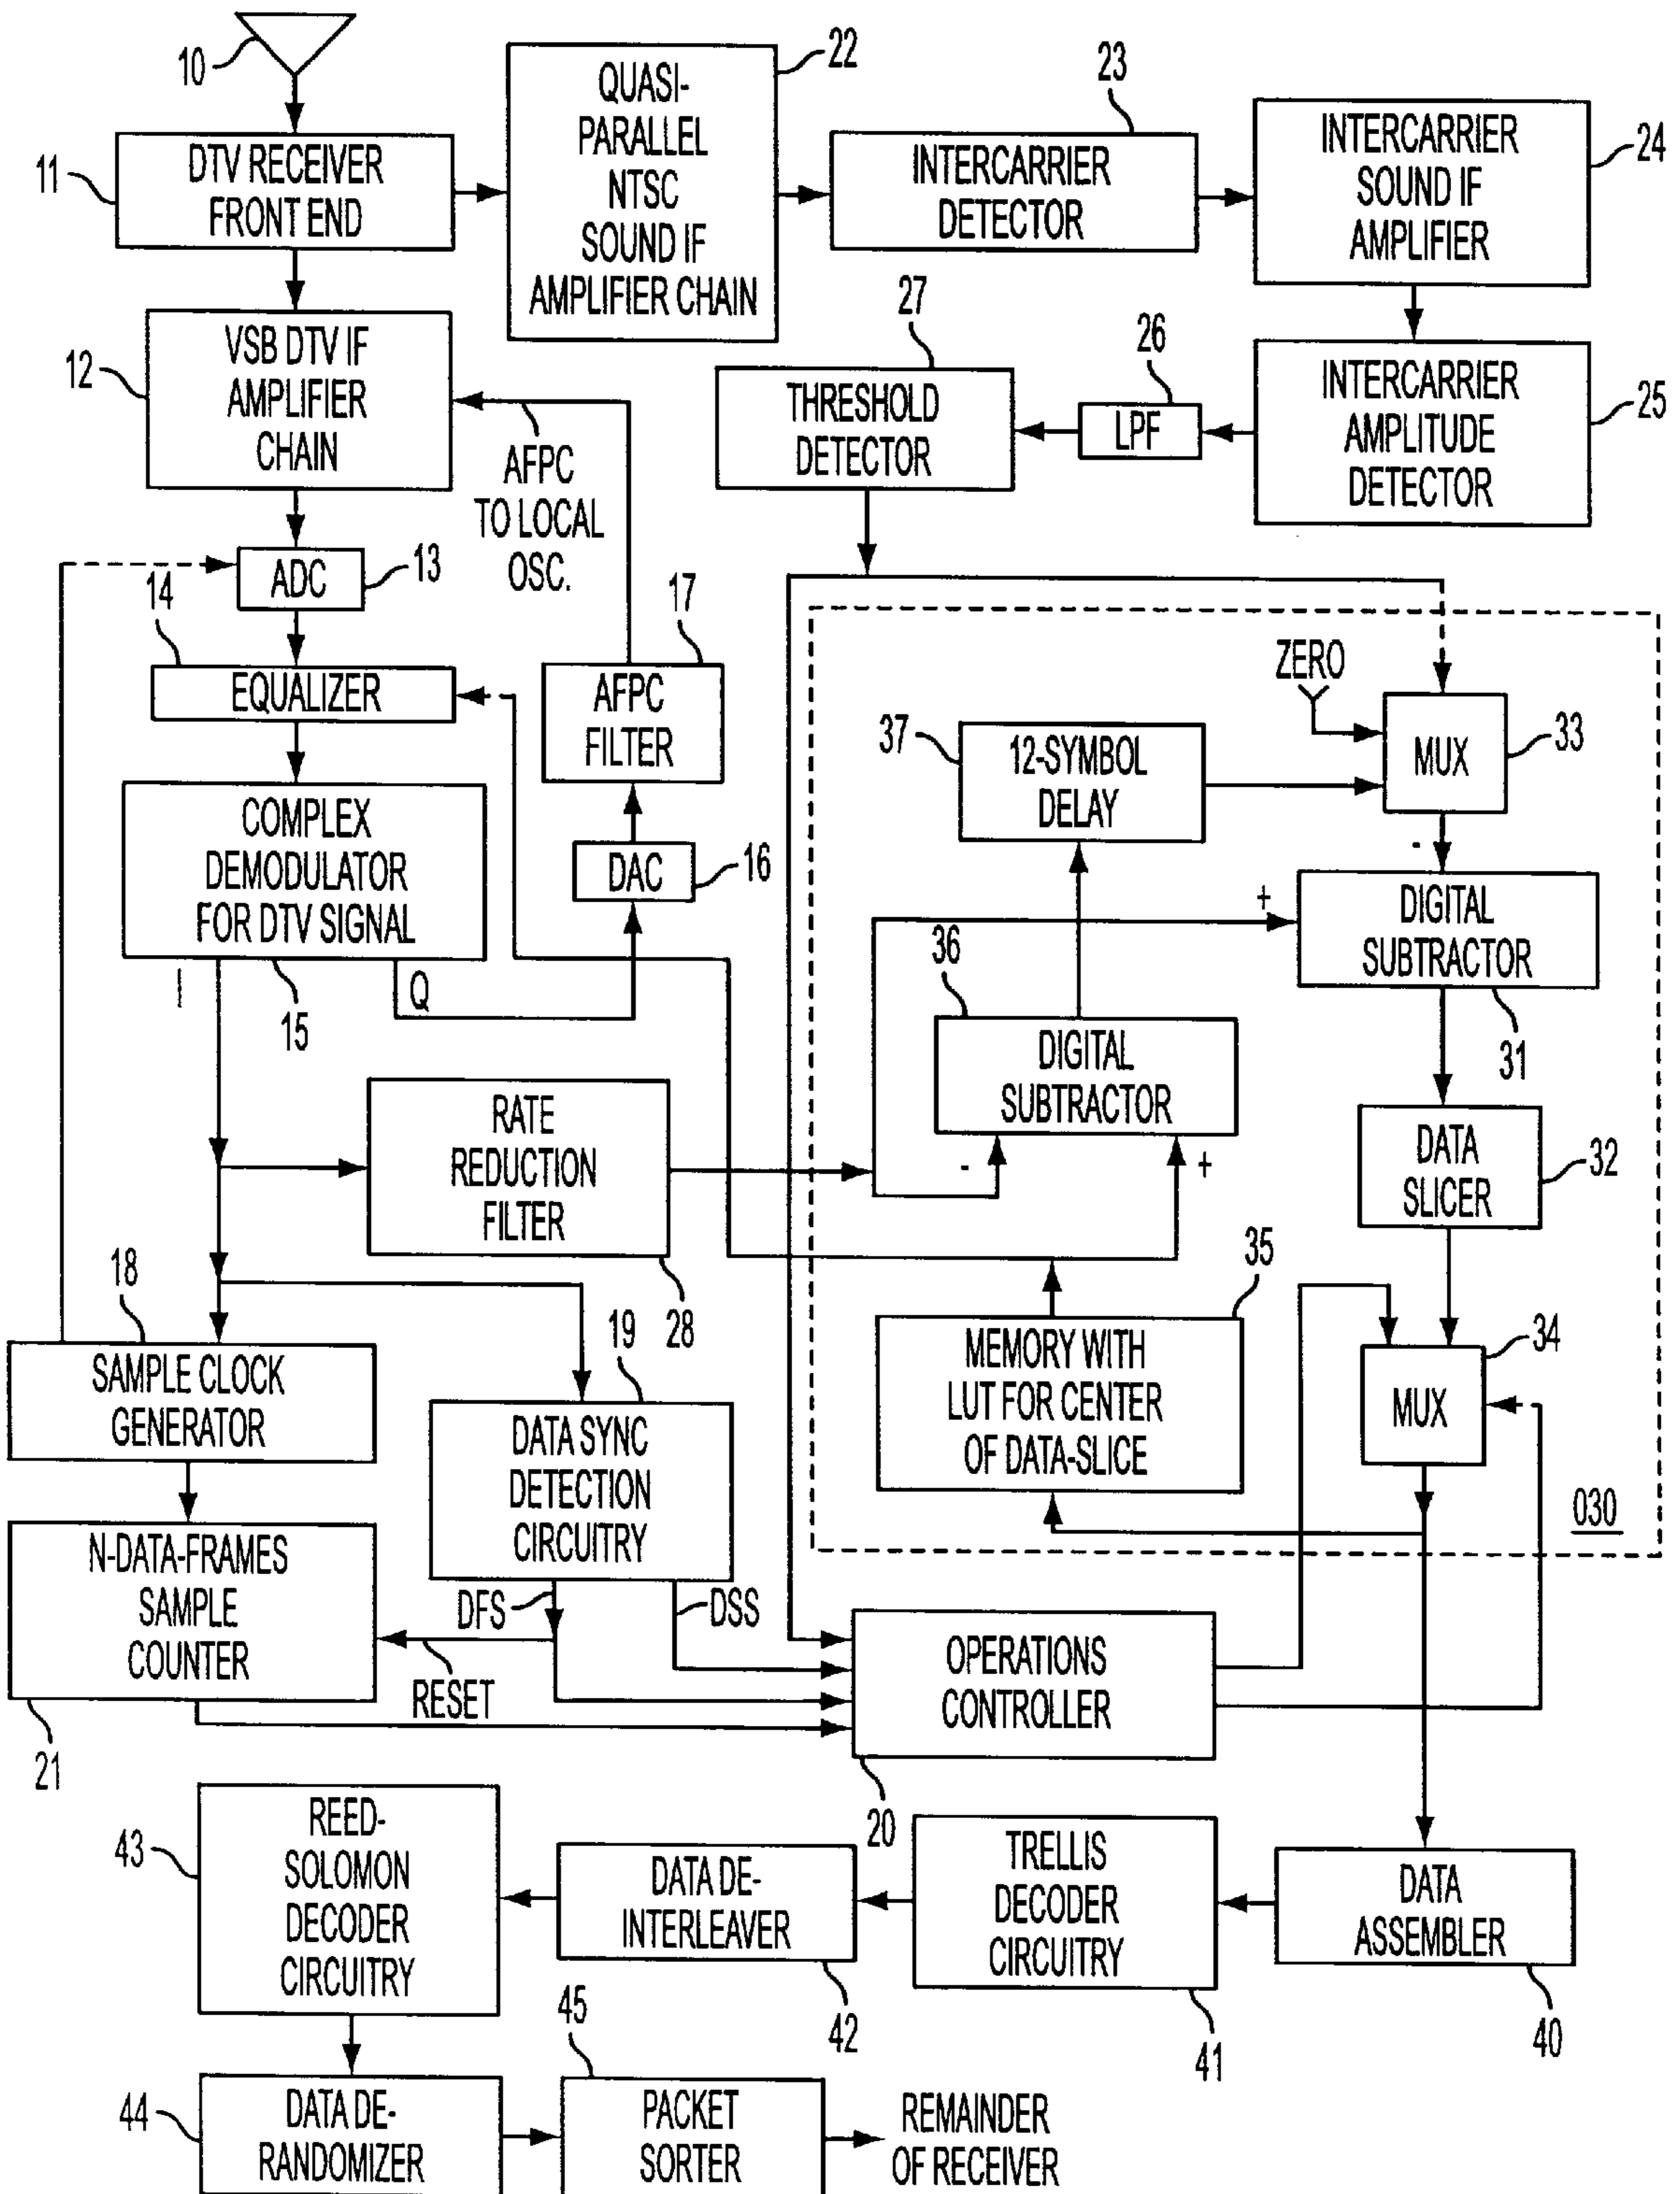 10
11
DTV RECEIVER
FRONT END
22
QUASI-
PARALLEL
NTSC
SOUND IF
AMPLIFIER CHAIN
23
INTERCARRIER
DETECTOR
24
INTERCARRIER
SOUND IF
AMPLIFIER
12
VSB DTV IF
AMPLIFIER
CHAIN
27
THRESHOLD
DETECTOR
26
LPF
25
INTERCARRIER
AMPLITUDE
DETECTOR
AFPC
TO LOCAL
OSC.
13
ADC
14
EQUALIZER
17
AFPC
FILTER
ZERO
33
MUX
37
12-SYMBOL
DELAY
COMPLEX
DEMODULATOR
FOR DTV SIGNAL
15
DAC
16
-
+
DIGITAL
SUBTRACTOR
31
I
Q
36
DIGITAL
SUBTRACTOR
-
+
RATE
REDUCTION
FILTER
28
DATA
SLICER
32
18
SAMPLE CLOCK
GENERATOR
19
DATA SYNC
DETECTION
CIRCUITRY
35
MEMORY WITH
LUT FOR CENTER
OF DATA-SLICE
34
MUX
030
N-DATA-FRAMES
SAMPLE
COUNTER
21
DFS
DSS
RESET
OPERATIONS
CONTROLLER
20
43
REED-
SOLOMON
DECODER
CIRCUITRY
DATA DE-
INTERLEAVER
42
TRELLIS
DECODER
CIRCUITRY
41
DATA
ASSEMBLER
40
44
DATA DE-
RANDOMIZER
45
PACKET
SORTER
REMAINDER
OF RECEIVER